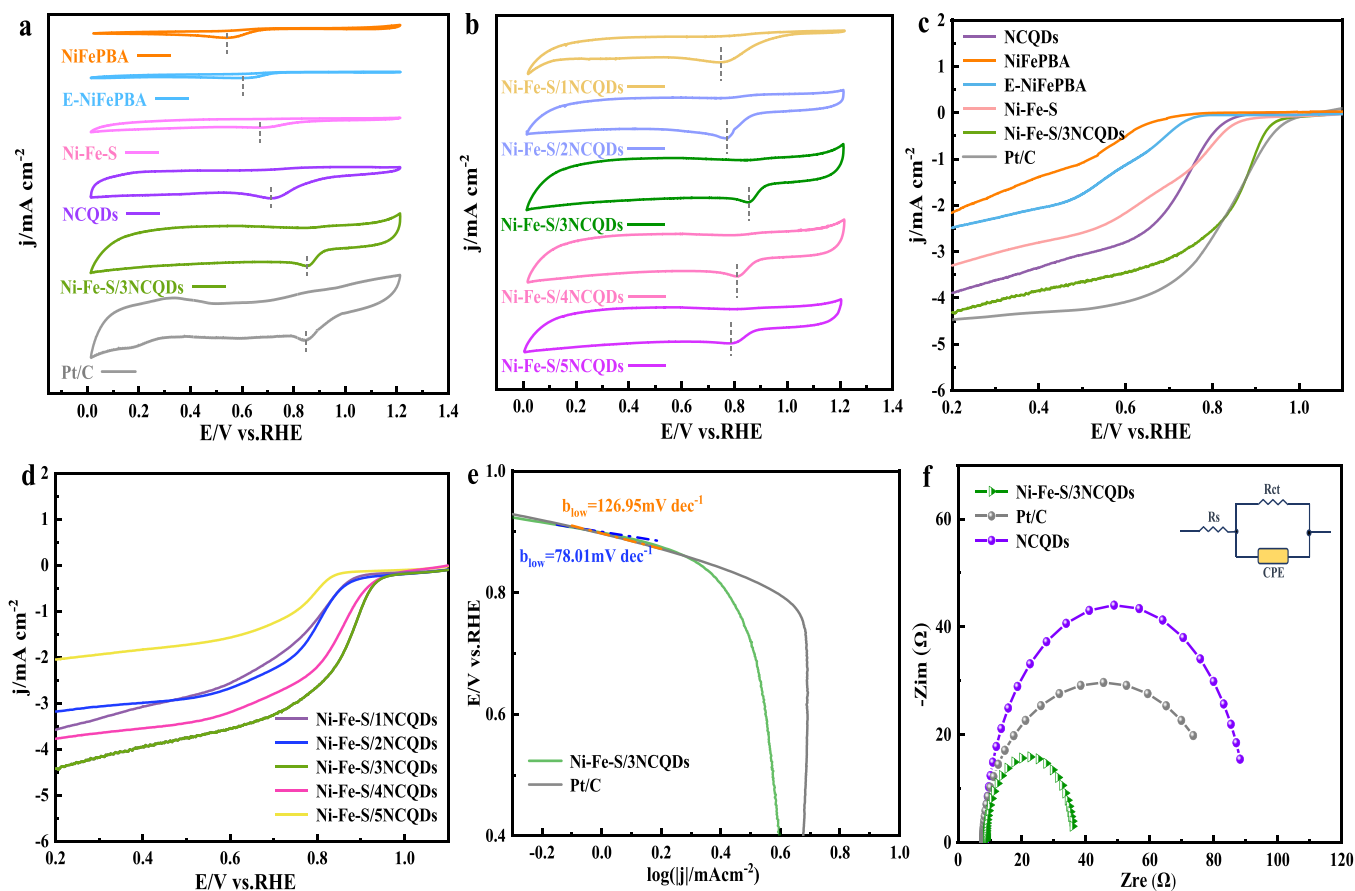 a
NiFePBA
E-NiFePBA
Ni-Fe-S
NCQDs
Ni-Fe-S/3NCQDs
Pt/C
j/mA cm-2
0.0 0.2 0.4 0.6 0.8 1.0 1.2 1.4
E/V vs.RHE
b
Ni-Fe-S/1NCQDs
Ni-Fe-S/2NCQDs
Ni-Fe-S/3NCQDs
Ni-Fe-S/4NCQDs
Ni-Fe-S/5NCQDs
j/mA cm-2
0.0 0.2 0.4 0.6 0.8 1.0 1.2 1.4
E/V vs.RHE
c
NCQDs
NiFePBA
E-NiFePBA
Ni-Fe-S
Ni-Fe-S/3NCQDs
Pt/C
j/mA cm-2
2
1
0
-1
-2
-3
-4
-5
-6
0.2 0.4 0.6 0.8 1.0
E/V vs.RHE
d
j/mA cm-2
2
1
0
-1
-2
-3
-4
-5
-6
Ni-Fe-S/1NCQDs
Ni-Fe-S/2NCQDs
Ni-Fe-S/3NCQDs
Ni-Fe-S/4NCQDs
Ni-Fe-S/5NCQDs
0.2 0.4 0.6 0.8 1.0
E/V vs.RHE
e
blow=126.95mV dec-1
blow=78.01mV dec-1
E/V vs.RHE
1.0
0.8
0.6
0.4
Ni-Fe-S/3NCQDs
Pt/C
-0.2 0.0 0.2 0.4 0.6 0.8 1.0
log(|j|/mAcm-2)
f
Ni-Fe-S/3NCQDs
Pt/C
NCQDs
Rs
Rct
CPE
-Zim (Ω)
60
40
20
0
0 20 40 60 80 100 120
Zre (Ω)